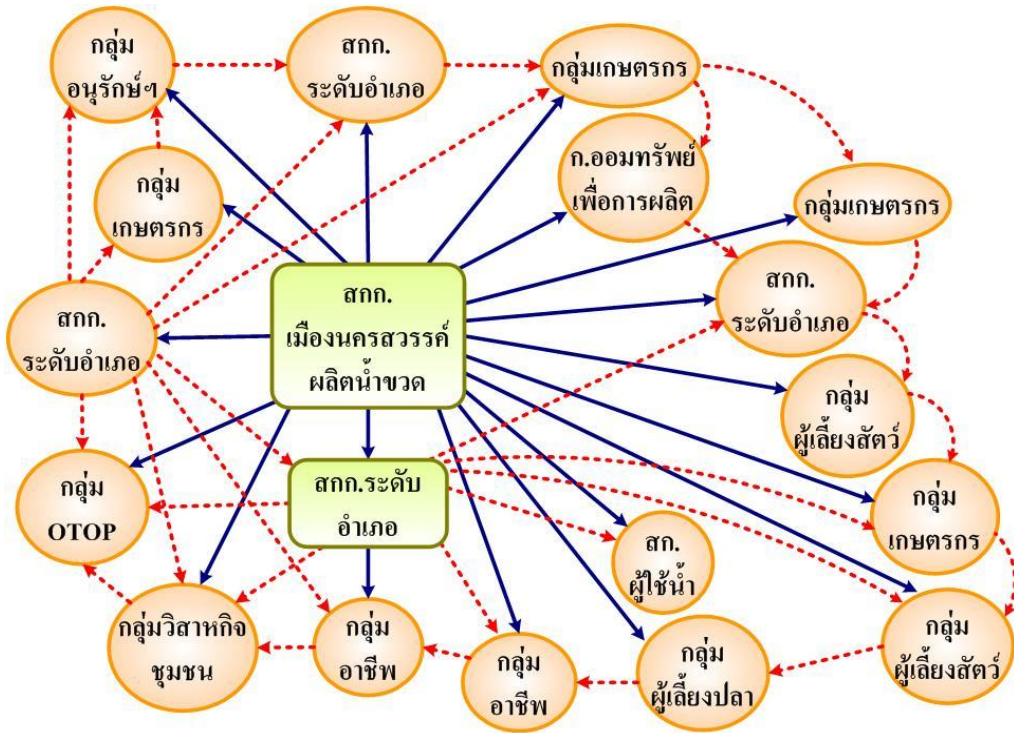 กลุ่ม
อนุรักษ์ฯ
สกก.
ระดับอำเภอ
กลุ่มเกษตรกร
กลุ่ม
เกษตรกร
ก.ออมทรัพย์
เพื่อการผลิต
กลุ่มเกษตรกร
สกก.
ระดับอำเภอ
สกก.
เมืองนครสวรรค์
ผลิตน้ำขวด
สกก.
ระดับอำเภอ
กลุ่ม
ผู้เลี้ยงสัตว์
กลุ่ม
OTOP
สกก.ระดับ
อำเภอ
สก.
ผู้ใช้น้ำ
กลุ่ม
เกษตรกร
กลุ่มวิสาหกิจ
ชุมชน
กลุ่ม
อาชีพ
กลุ่ม
อาชีพ
กลุ่ม
ผู้เลี้ยงปลา
กลุ่ม
ผู้เลี้ยงสัตว์